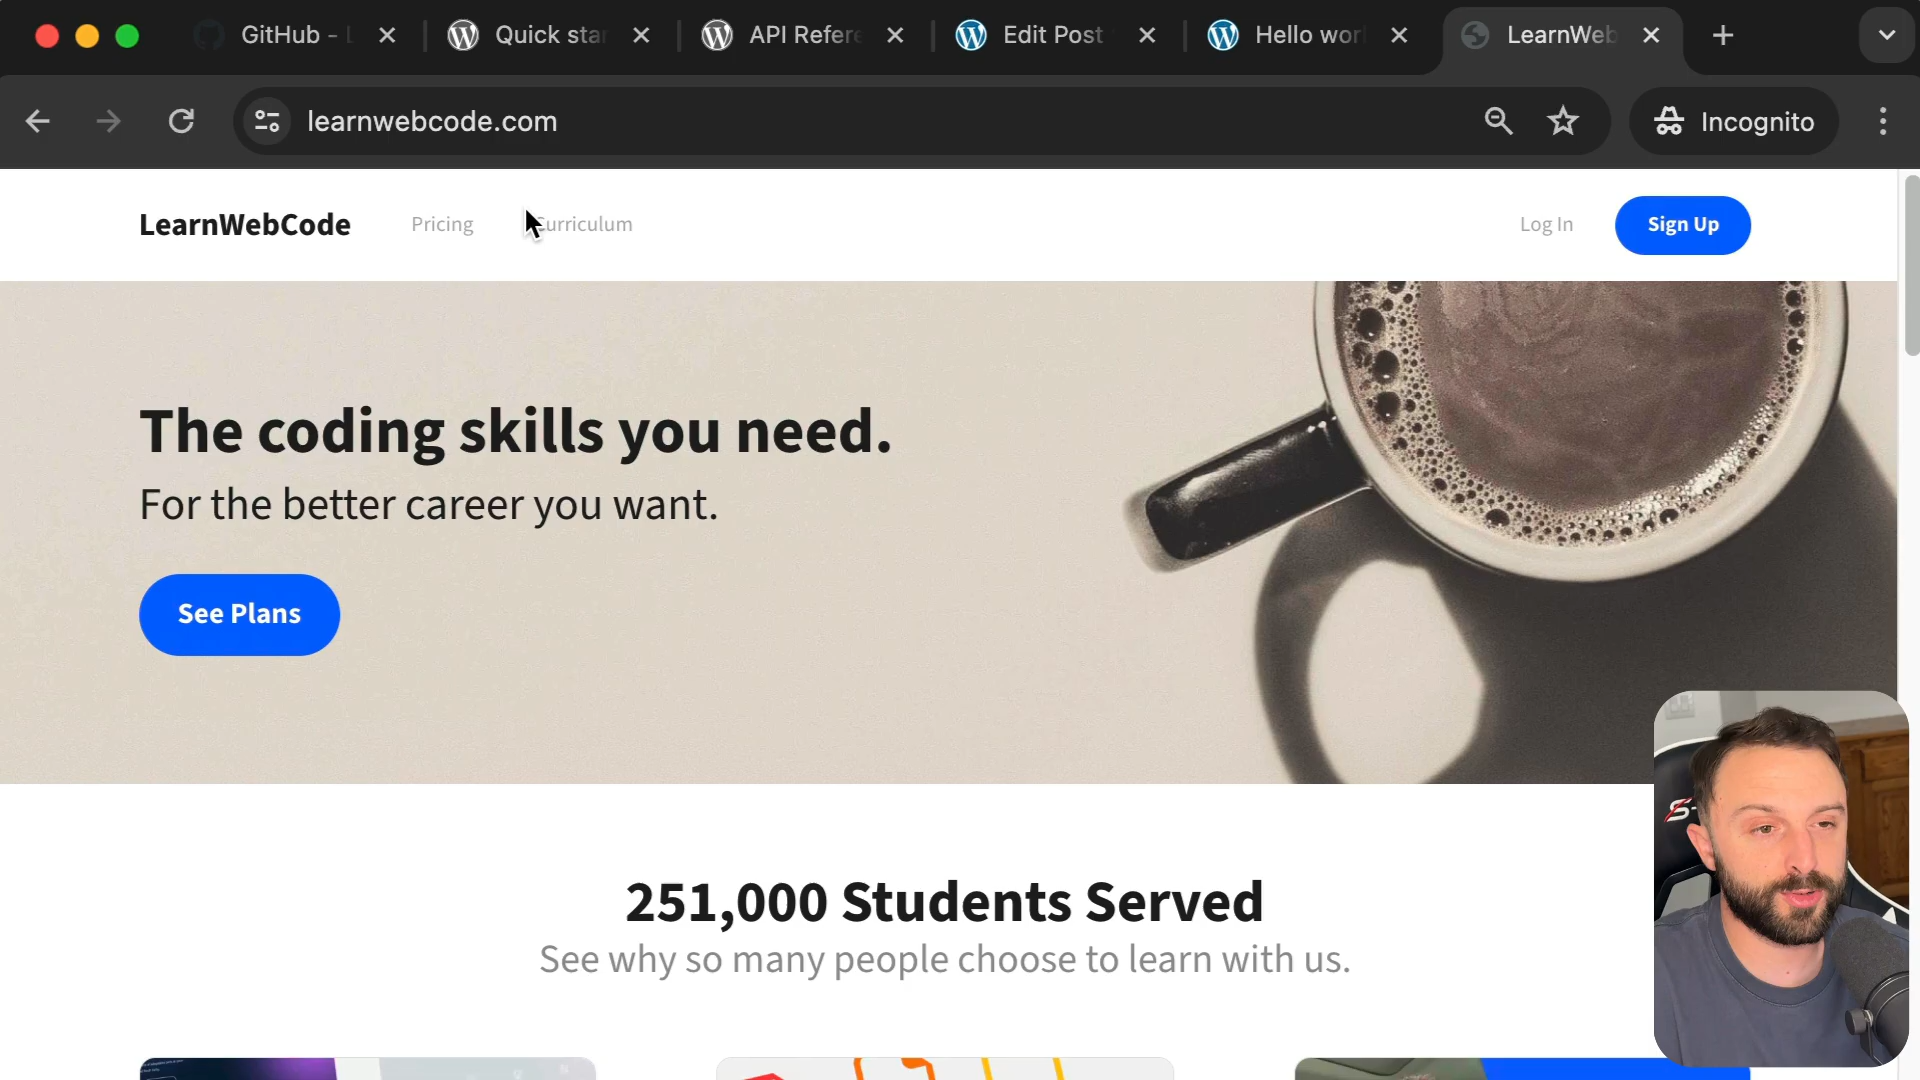 GitHub - L
Quick star
API Refere
Edit Post
Hello worl
LearnWeb
learnwebcode.com
Incognito
LearnWebCode
Pricing
Curriculum
Log In
Sign Up
The coding skills you need.
For the better career you want.
See Plans
251,000 Students Served
See why so many people choose to learn with us.